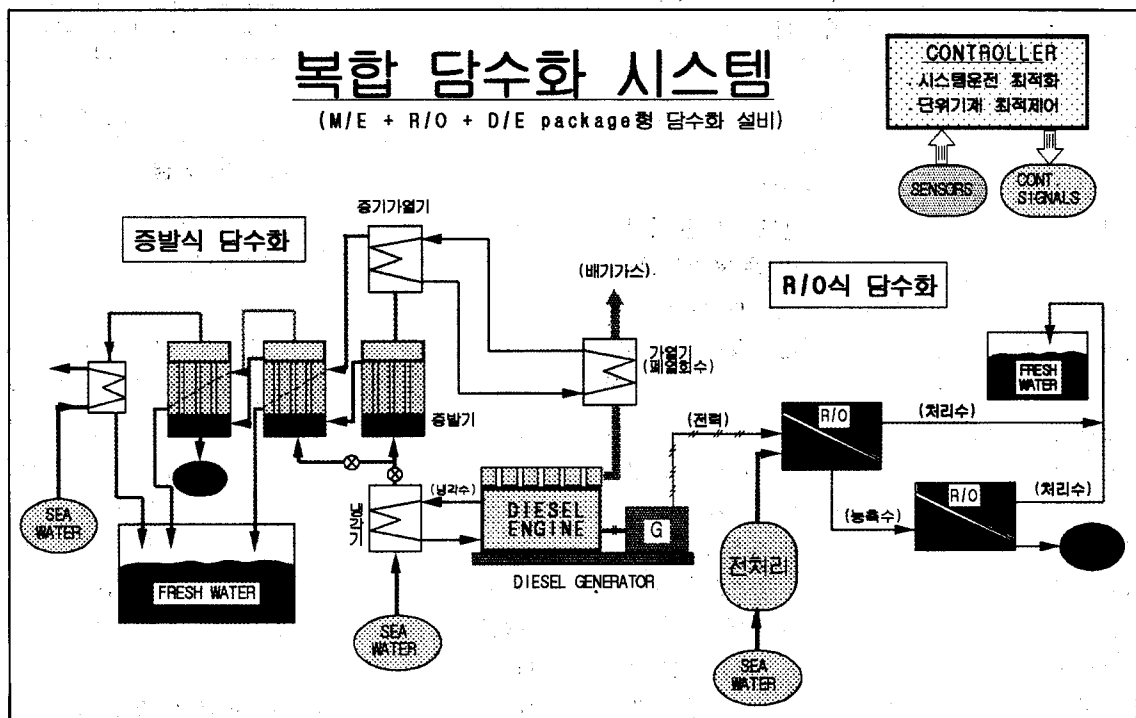 복합 담수화 시스템
(M/E + R/O + D/E package형 담수화 설비)
CONTROLLER
시스템운전 최적화
단위기계 최적제어
SENSORS
CONT.
SIGNALS
증발식 담수화
증기가열기
(배기가스)
R/O식 담수화
가열기
(폐열회수)
FRESH
WATER
증발기
(전력)
R/O
(처리수)
(냉각수)
냉각기
DIESEL
ENGINE
G
DIESEL GENERATOR
(농축수)
R/O
(처리수)
전처리
SEA
WATER
FRESH WATER
SEA
WATER
SEA
WATER